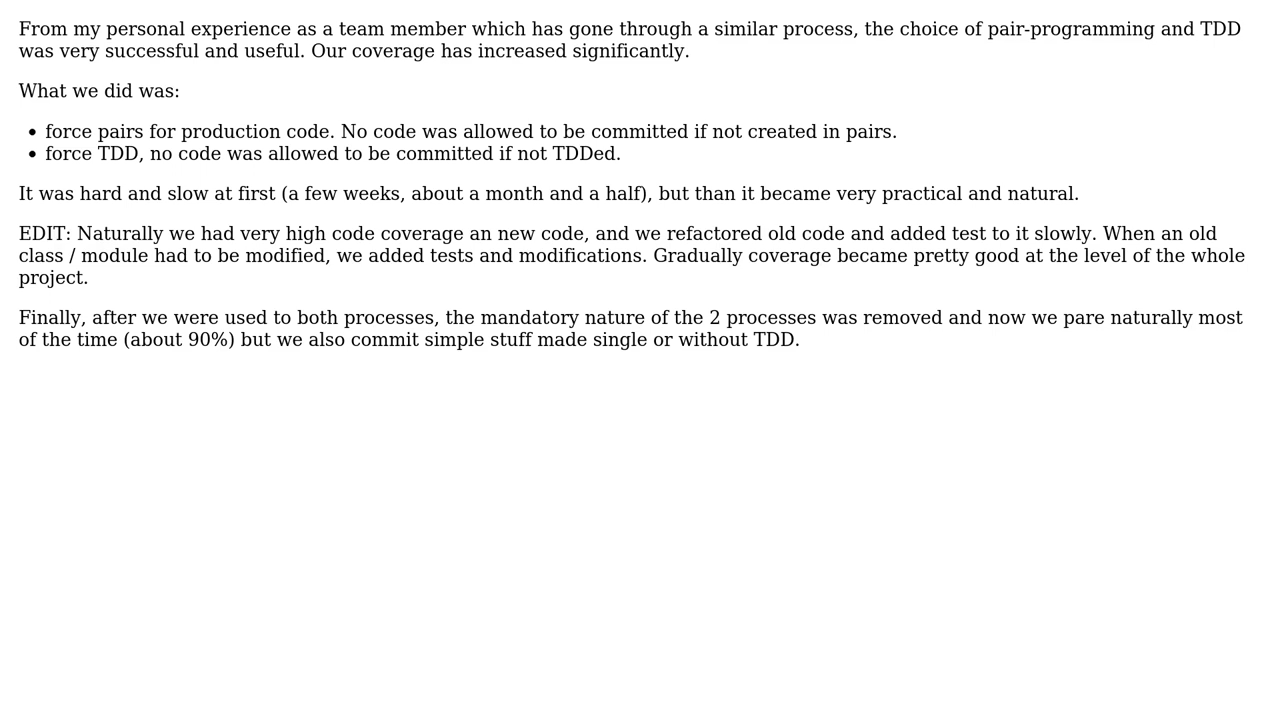 From my personal experience as a team member which has gone through a similar process, the choice of pair-programming and TDD
was very successful and useful. Our coverage has increased significantly.
What we did was:
• force pairs for production code. No code was allowed to be committed if not created in pairs.
• force TDD, no code was allowed to be committed if not TDDed.
It was hard and slow at first (a few weeks, about a month and a half), but than it became very practical and natural.
EDIT: Naturally we had very high code coverage an new code, and we refactored old code and added test to it slowly. When an old
class / module had to be modified, we added tests and modifications. Gradually coverage became pretty good at the level of the whole
project.
Finally, after we were used to both processes, the mandatory nature of the 2 processes was removed and now we pare naturally most
of the time (about 90%) but we also commit simple stuff made single or without TDD.